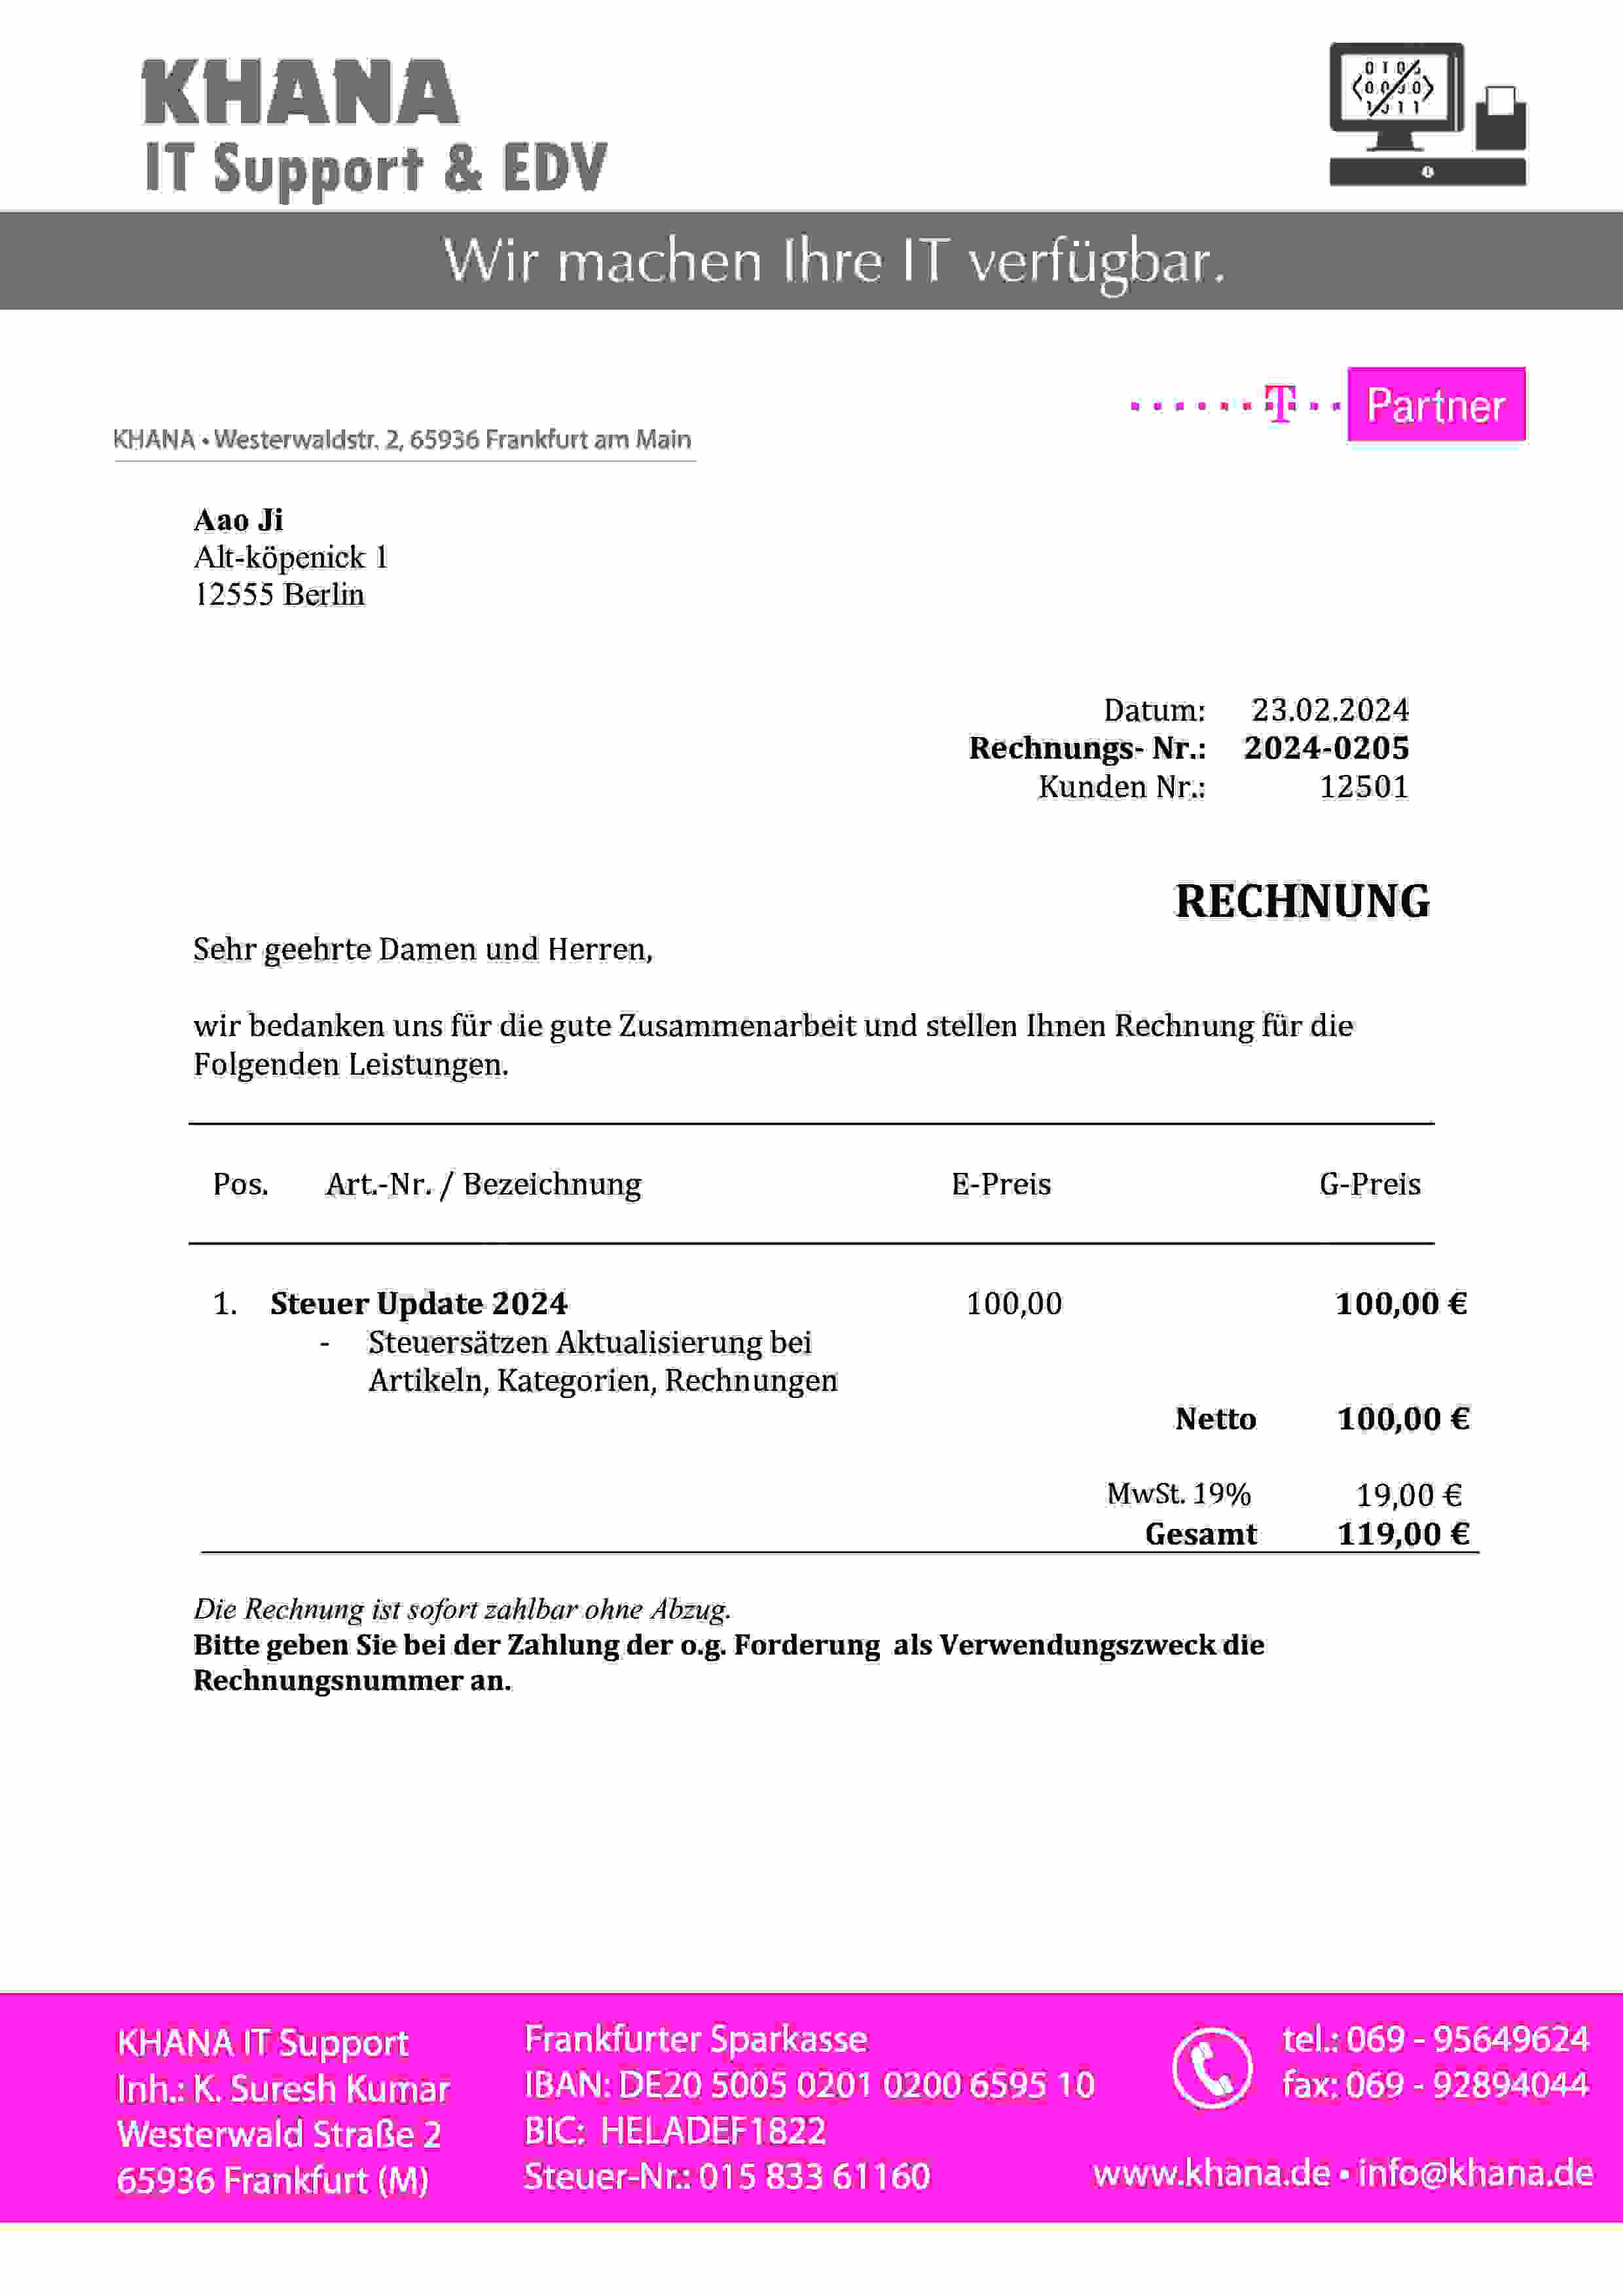 KHANA
IT Support & EDV
Wir machen Ihre IT verfügbar.
T Partner
KHANA • Westerwaldstr. 2, 65936 Frankfurt am Main
Aao Ji
Alt-köpenick 1
12555 Berlin
Datum: 23.02.2024
Rechnungs- Nr.: 2024-0205
Kunden Nr.: 12501
RECHNUNG
Sehr geehrte Damen und Herren,
wir bedanken uns für die gute Zusammenarbeit und stellen Ihnen Rechnung für die
Folgenden Leistungen.
Pos. Art.-Nr. / Bezeichnung E-Preis G-Preis
1. Steuer Update 2024 100,00 100,00 €
- Steuersätzen Aktualisierung bei
Artikeln, Kategorien, Rechnungen
Netto 100,00 €
MwSt. 19% 19,00 €
Gesamt 119,00 €
Die Rechnung ist sofort zahlbar ohne Abzug.
Bitte geben Sie bei der Zahlung der o.g. Forderung als Verwendungszweck die
Rechnungsnummer an.
KHANA IT Support
Inh.: K. Suresh Kumar
Westerwald Straße 2
65936 Frankfurt (M)
Frankfurter Sparkasse
IBAN: DE20 5005 0201 0200 6595 10
BIC: HELADEF1822
Steuer-Nr.: 015 833 61160
tel.: 069 - 95649624
fax: 069 - 92894044
www.khana.de • info@khana.de